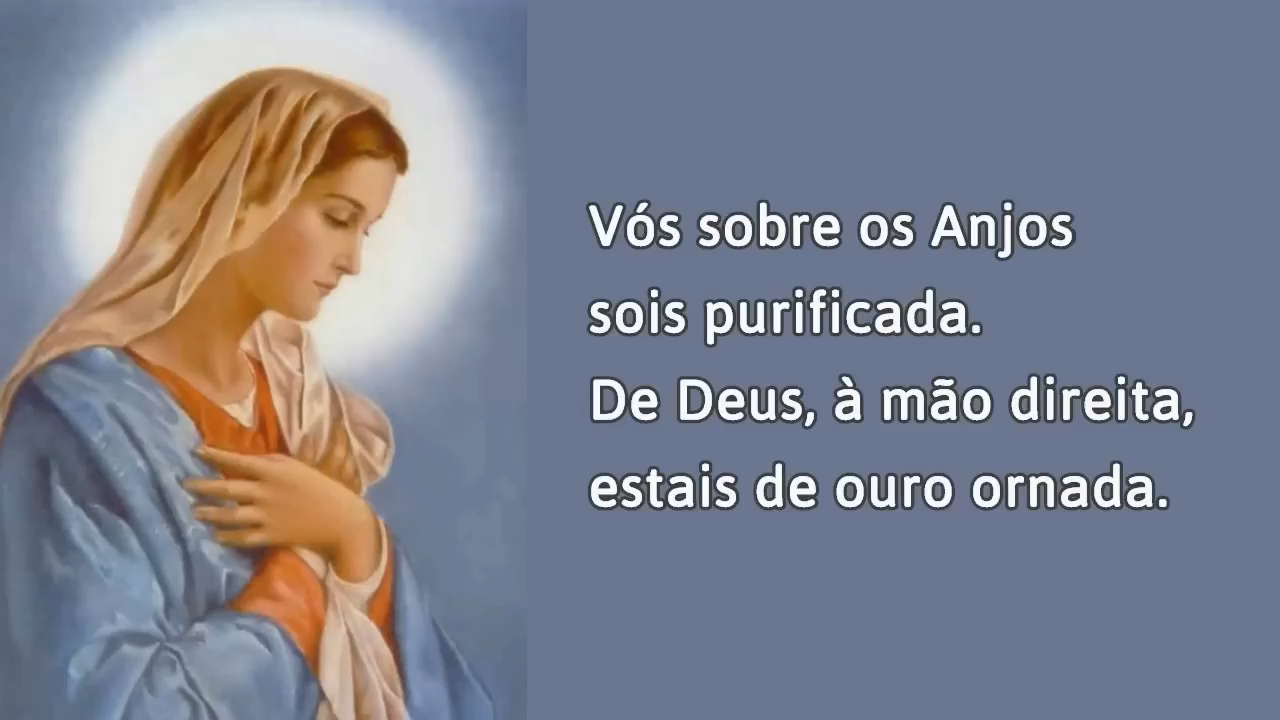 Vós sobre os Anjos
sois purificada.
De Deus, à mão direita,
estais de ouro ornada.